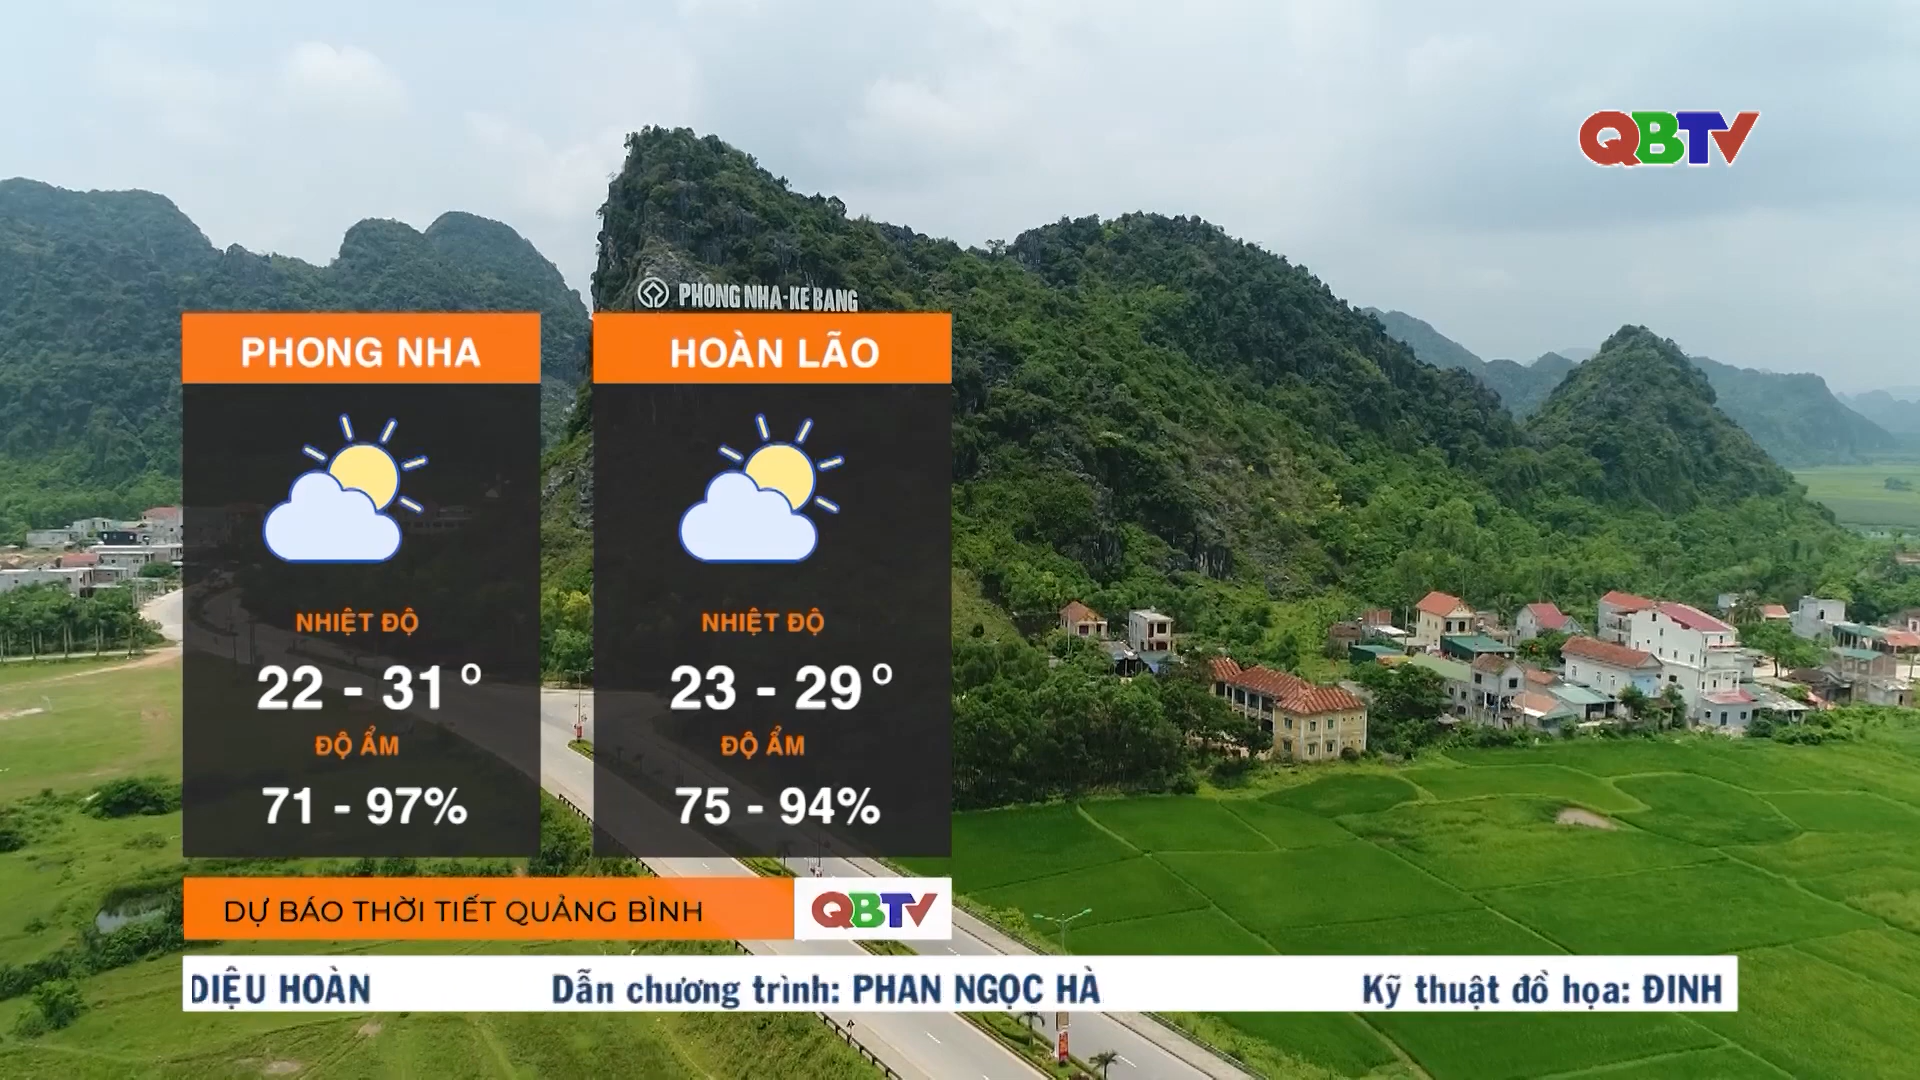 QBTV
PHONG NHA-KE BANG
PHONG NHA
NHIỆT ĐỘ
22 - 31°
ĐỘ ẨM
71 - 97%
HOÀN LÃO
NHIỆT ĐỘ
23 - 29°
ĐỘ ẨM
75 - 94%
DỰ BÁO THỜI TIẾT QUẢNG BÌNH QBTV
DIỆU HOÀN Dẫn chương trình: PHAN NGỌC HÀ Kỹ thuật đồ họa: ĐINH